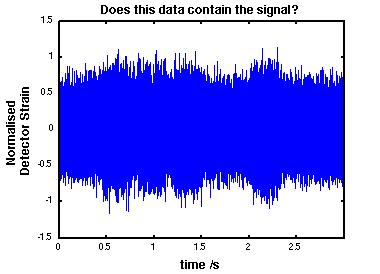 Does this data contain the signal?
1.5
1
0.5
0
-0.5
-1
-1.5
Normalised
Detector Strain
0 0.5 1 1.5 2 2.5
time /s